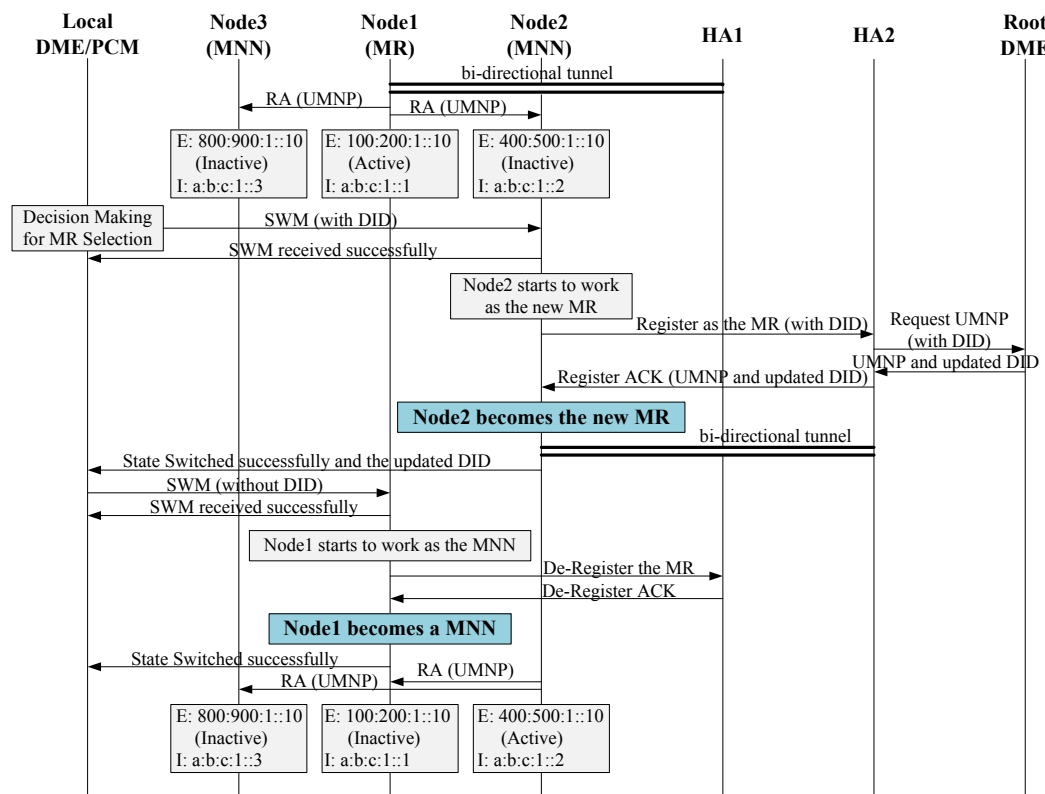 Local
DME/PCM
Node3
(MNN)
Node1
(MR)
Node2
(MNN)
HA1
HA2
Root
DME
bi-directional tunnel
RA (UMNP)
RA (UMNP)
E: 800:900:1::10
(Inactive)
I: a:b:c:1::3
E: 100:200:1::10
(Active)
I: a:b:c:1::1
E: 400:500:1::10
(Inactive)
I: a:b:c:1::2
Decision Making
for MR Selection
SWM (with DID)
SWM received successfully
Node2 starts to work
as the new MR
Register as the MR (with DID)
Request UMNP
(with DID)
UMNP and updated DID
Register ACK (UMNP and updated DID)
Node2 becomes the new MR
bi-directional tunnel
State Switched successfully and the updated DID
SWM (without DID)
SWM received successfully
Node1 starts to work as the MNN
De-Register the MR
De-Register ACK
Node1 becomes a MNN
State Switched successfully
RA (UMNP)
RA (UMNP)
E: 800:900:1::10
(Inactive)
I: a:b:c:1::3
E: 100:200:1::10
(Inactive)
I: a:b:c:1::1
E: 400:500:1::10
(Active)
I: a:b:c:1::2